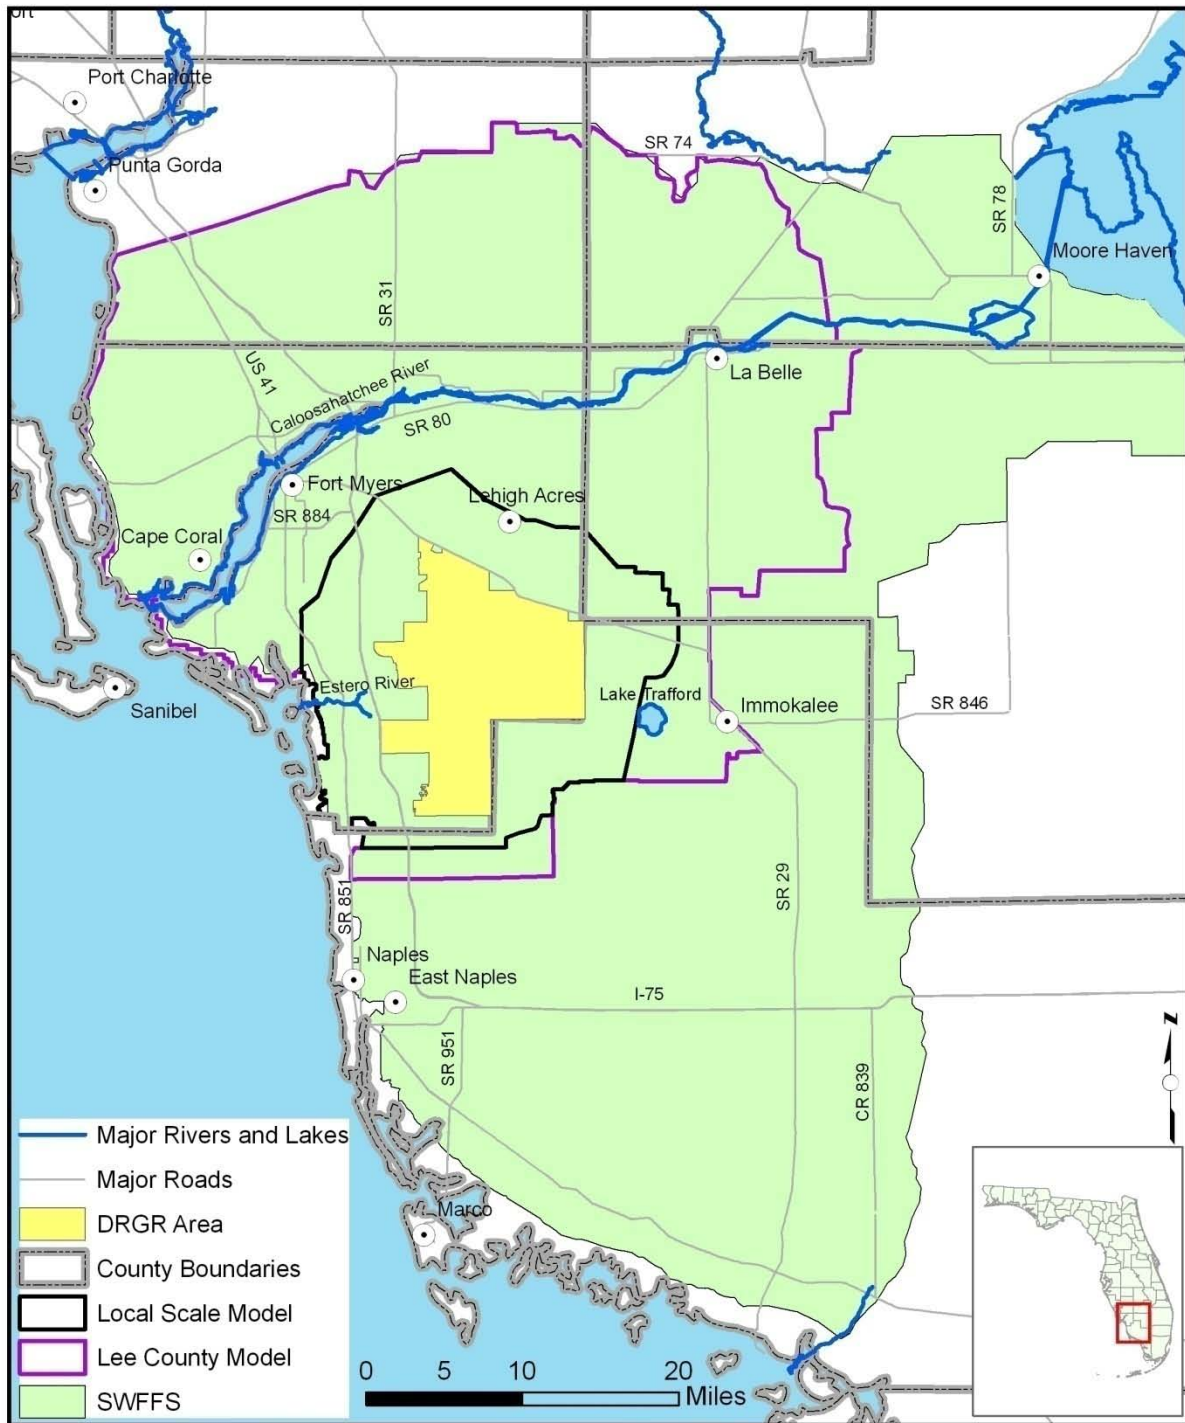 Port Charlotte
Punta Gorda
SR 74
SR 78
Moore Haven
SR 31
US 41
Caloosahatchee River
La Belle
SR 80
Fort Myers
Lehigh Acres
SR 884
Cape Coral
Estero River
Lake Trafford
Sanibel
Immokalee
SR 846
SR 29
SR 851
Naples
East Naples
I-75
SR 951
CR 839
Marco
N
Major Rivers and Lakes
Major Roads
DRGR Area
County Boundaries
Local Scale Model
Lee County Model
SWFFS
0 5 10 20
Miles